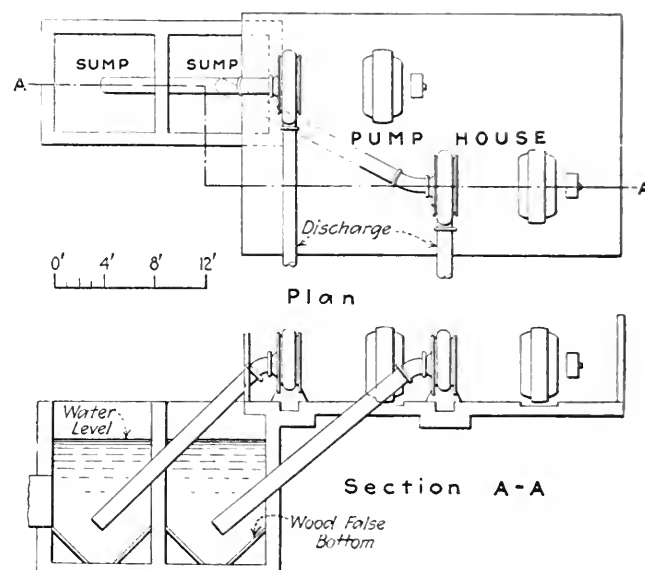 SUMP SUMP
A
PUMP HOUSE
A
Discharge
0' 4' 8' 12'
Plan
Water
Level
Section A-A
Wood False
Bottom